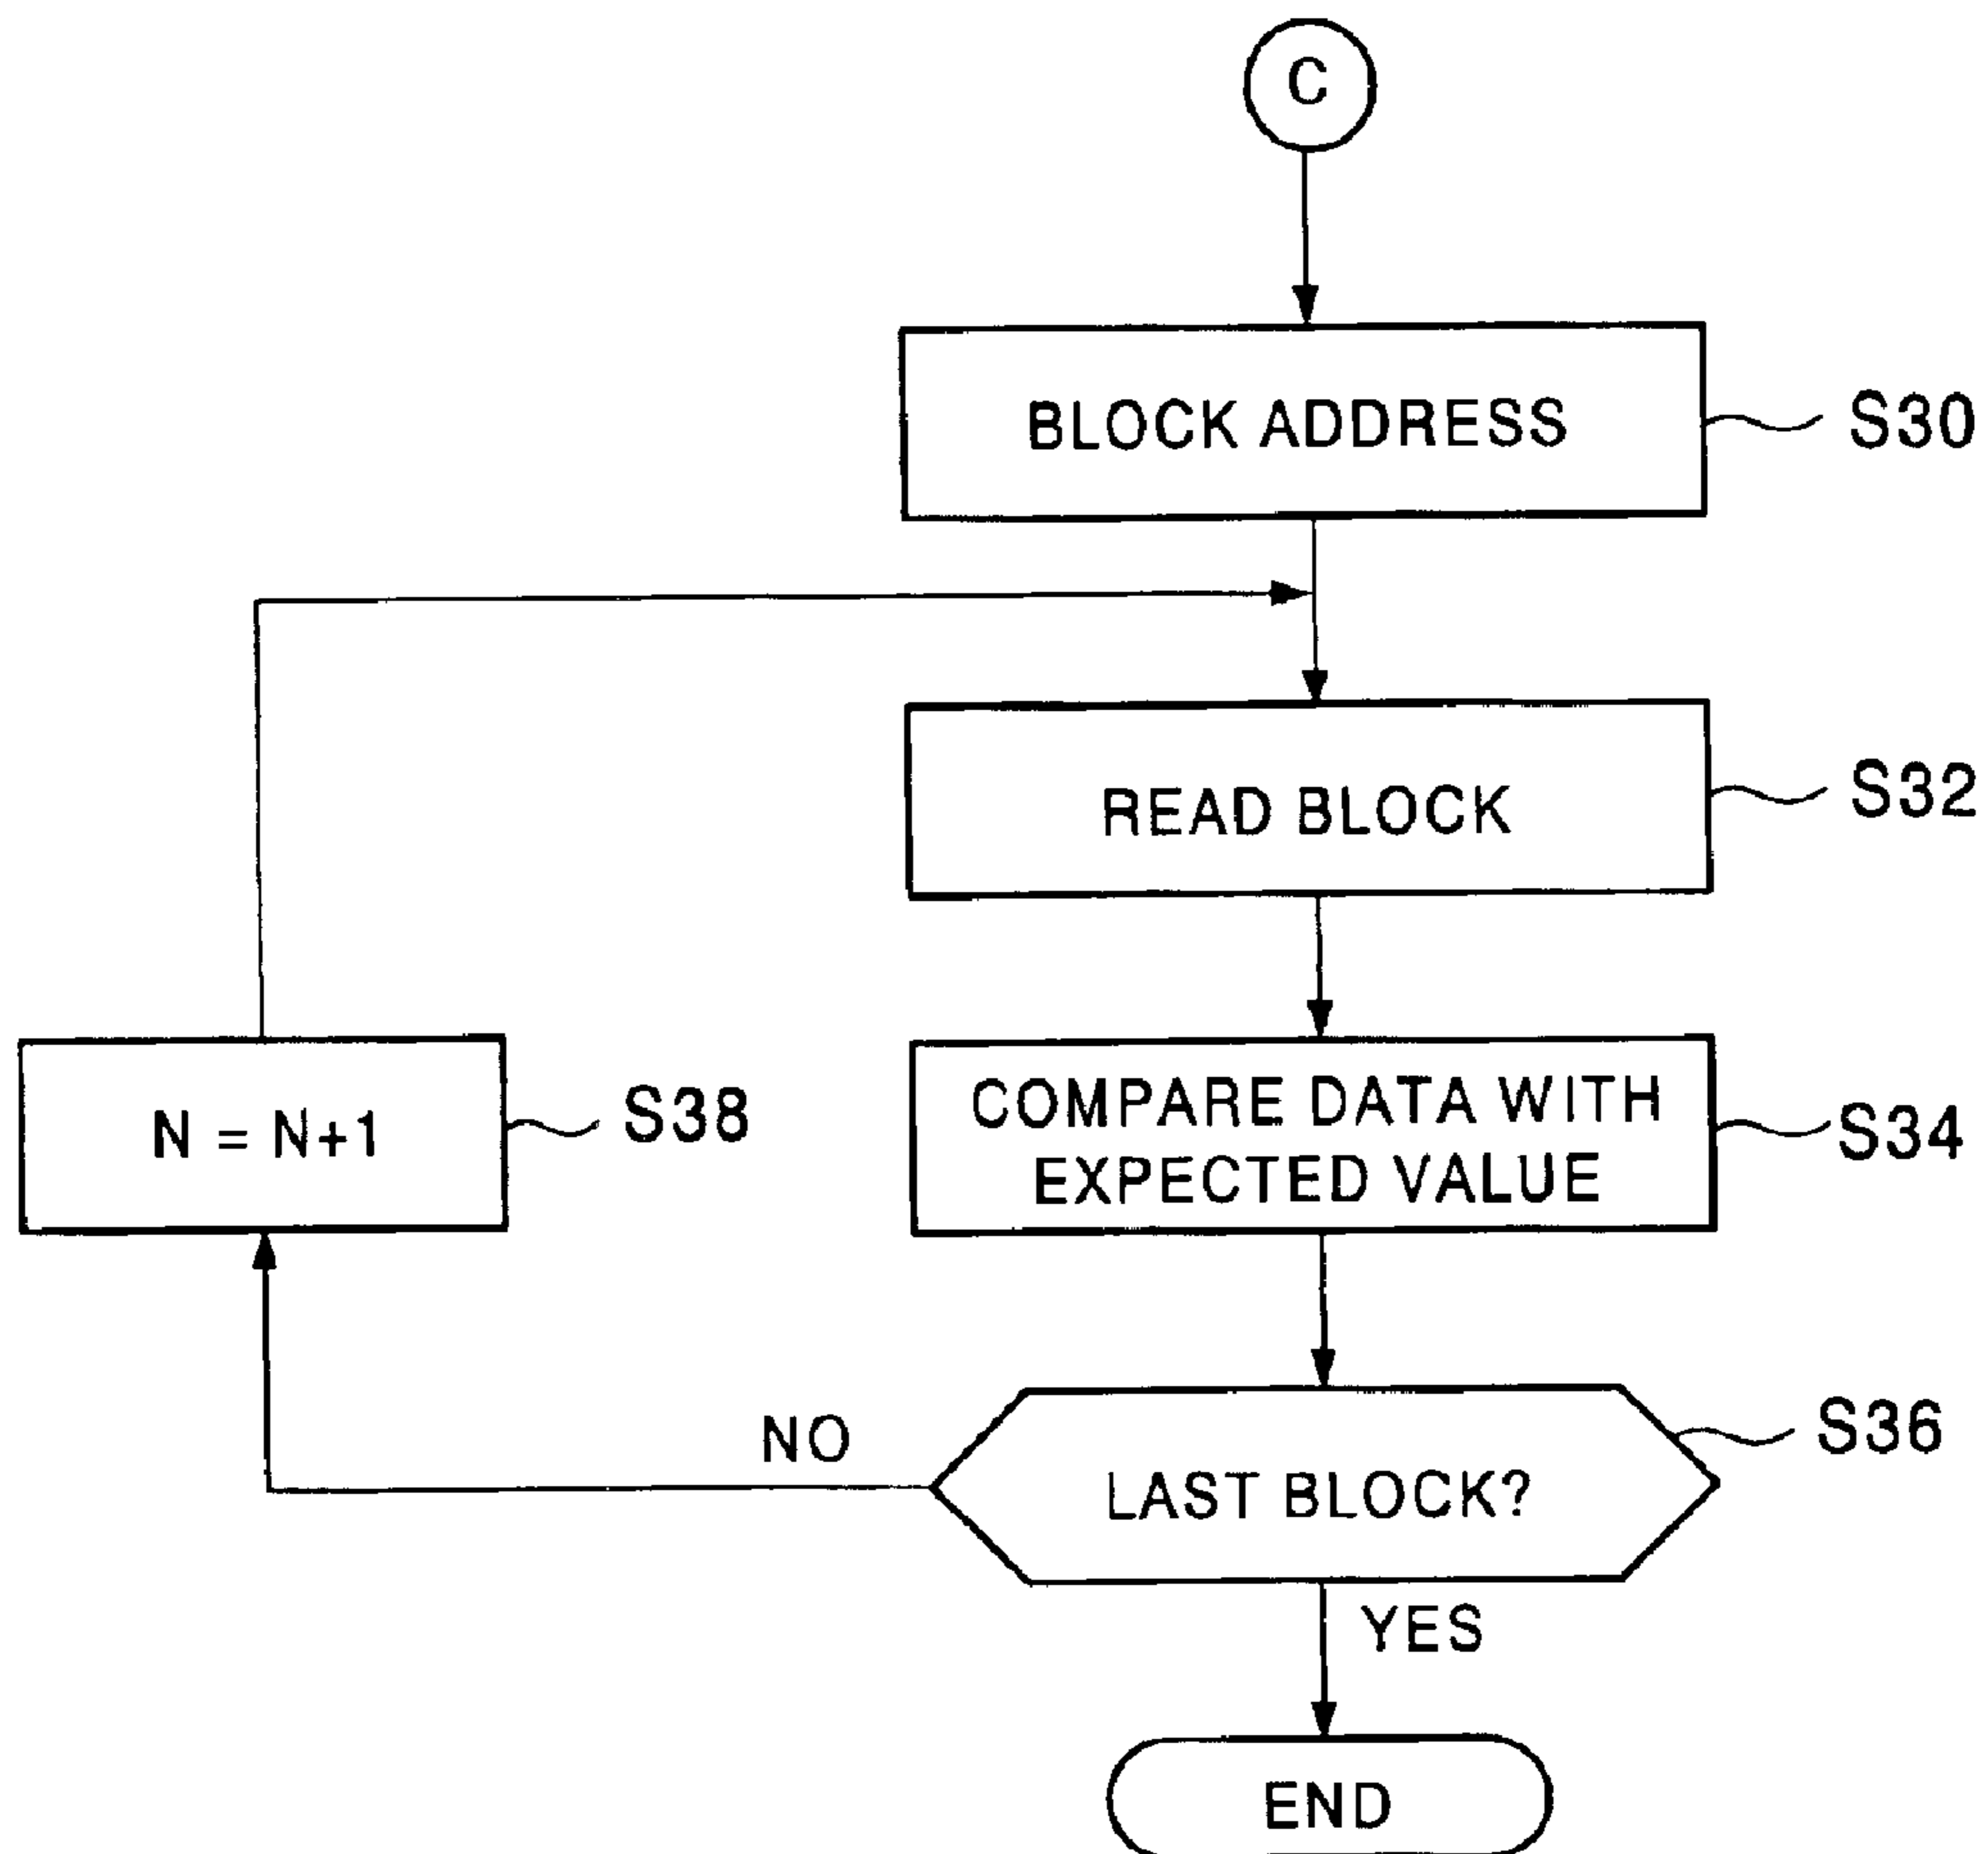 C
BLOCK ADDRESS
S30
READ BLOCK
S32
N = N+1
S38
COMPARE DATA WITH
EXPECTED VALUE
S34
NO
LAST BLOCK?
S36
YES
END